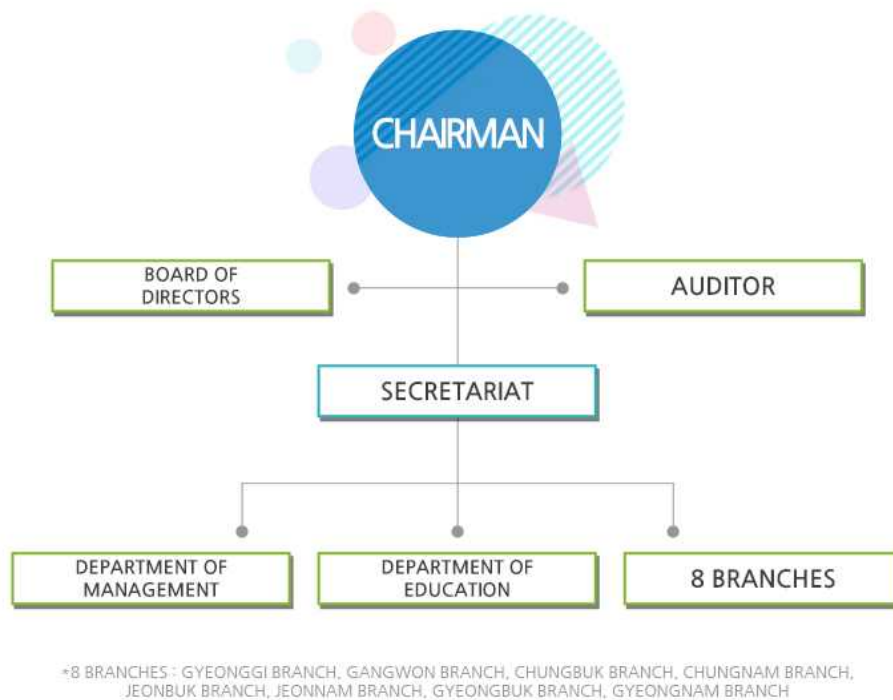 CHAIRMAN
BOARD OF
DIRECTORS
AUDITOR
SECRETARIAT
DEPARTMENT OF
MANAGEMENT
DEPARTMENT OF
EDUCATION
8 BRANCHES
*8 BRANCHES : GYEONGGI BRANCH, GANGWON BRANCH, CHUNGBUK BRANCH, CHUNGNAM BRANCH,
JEONBUK BRANCH, JEONNAM BRANCH, GYEONGBUK BRANCH, GYEONGNAM BRANCH